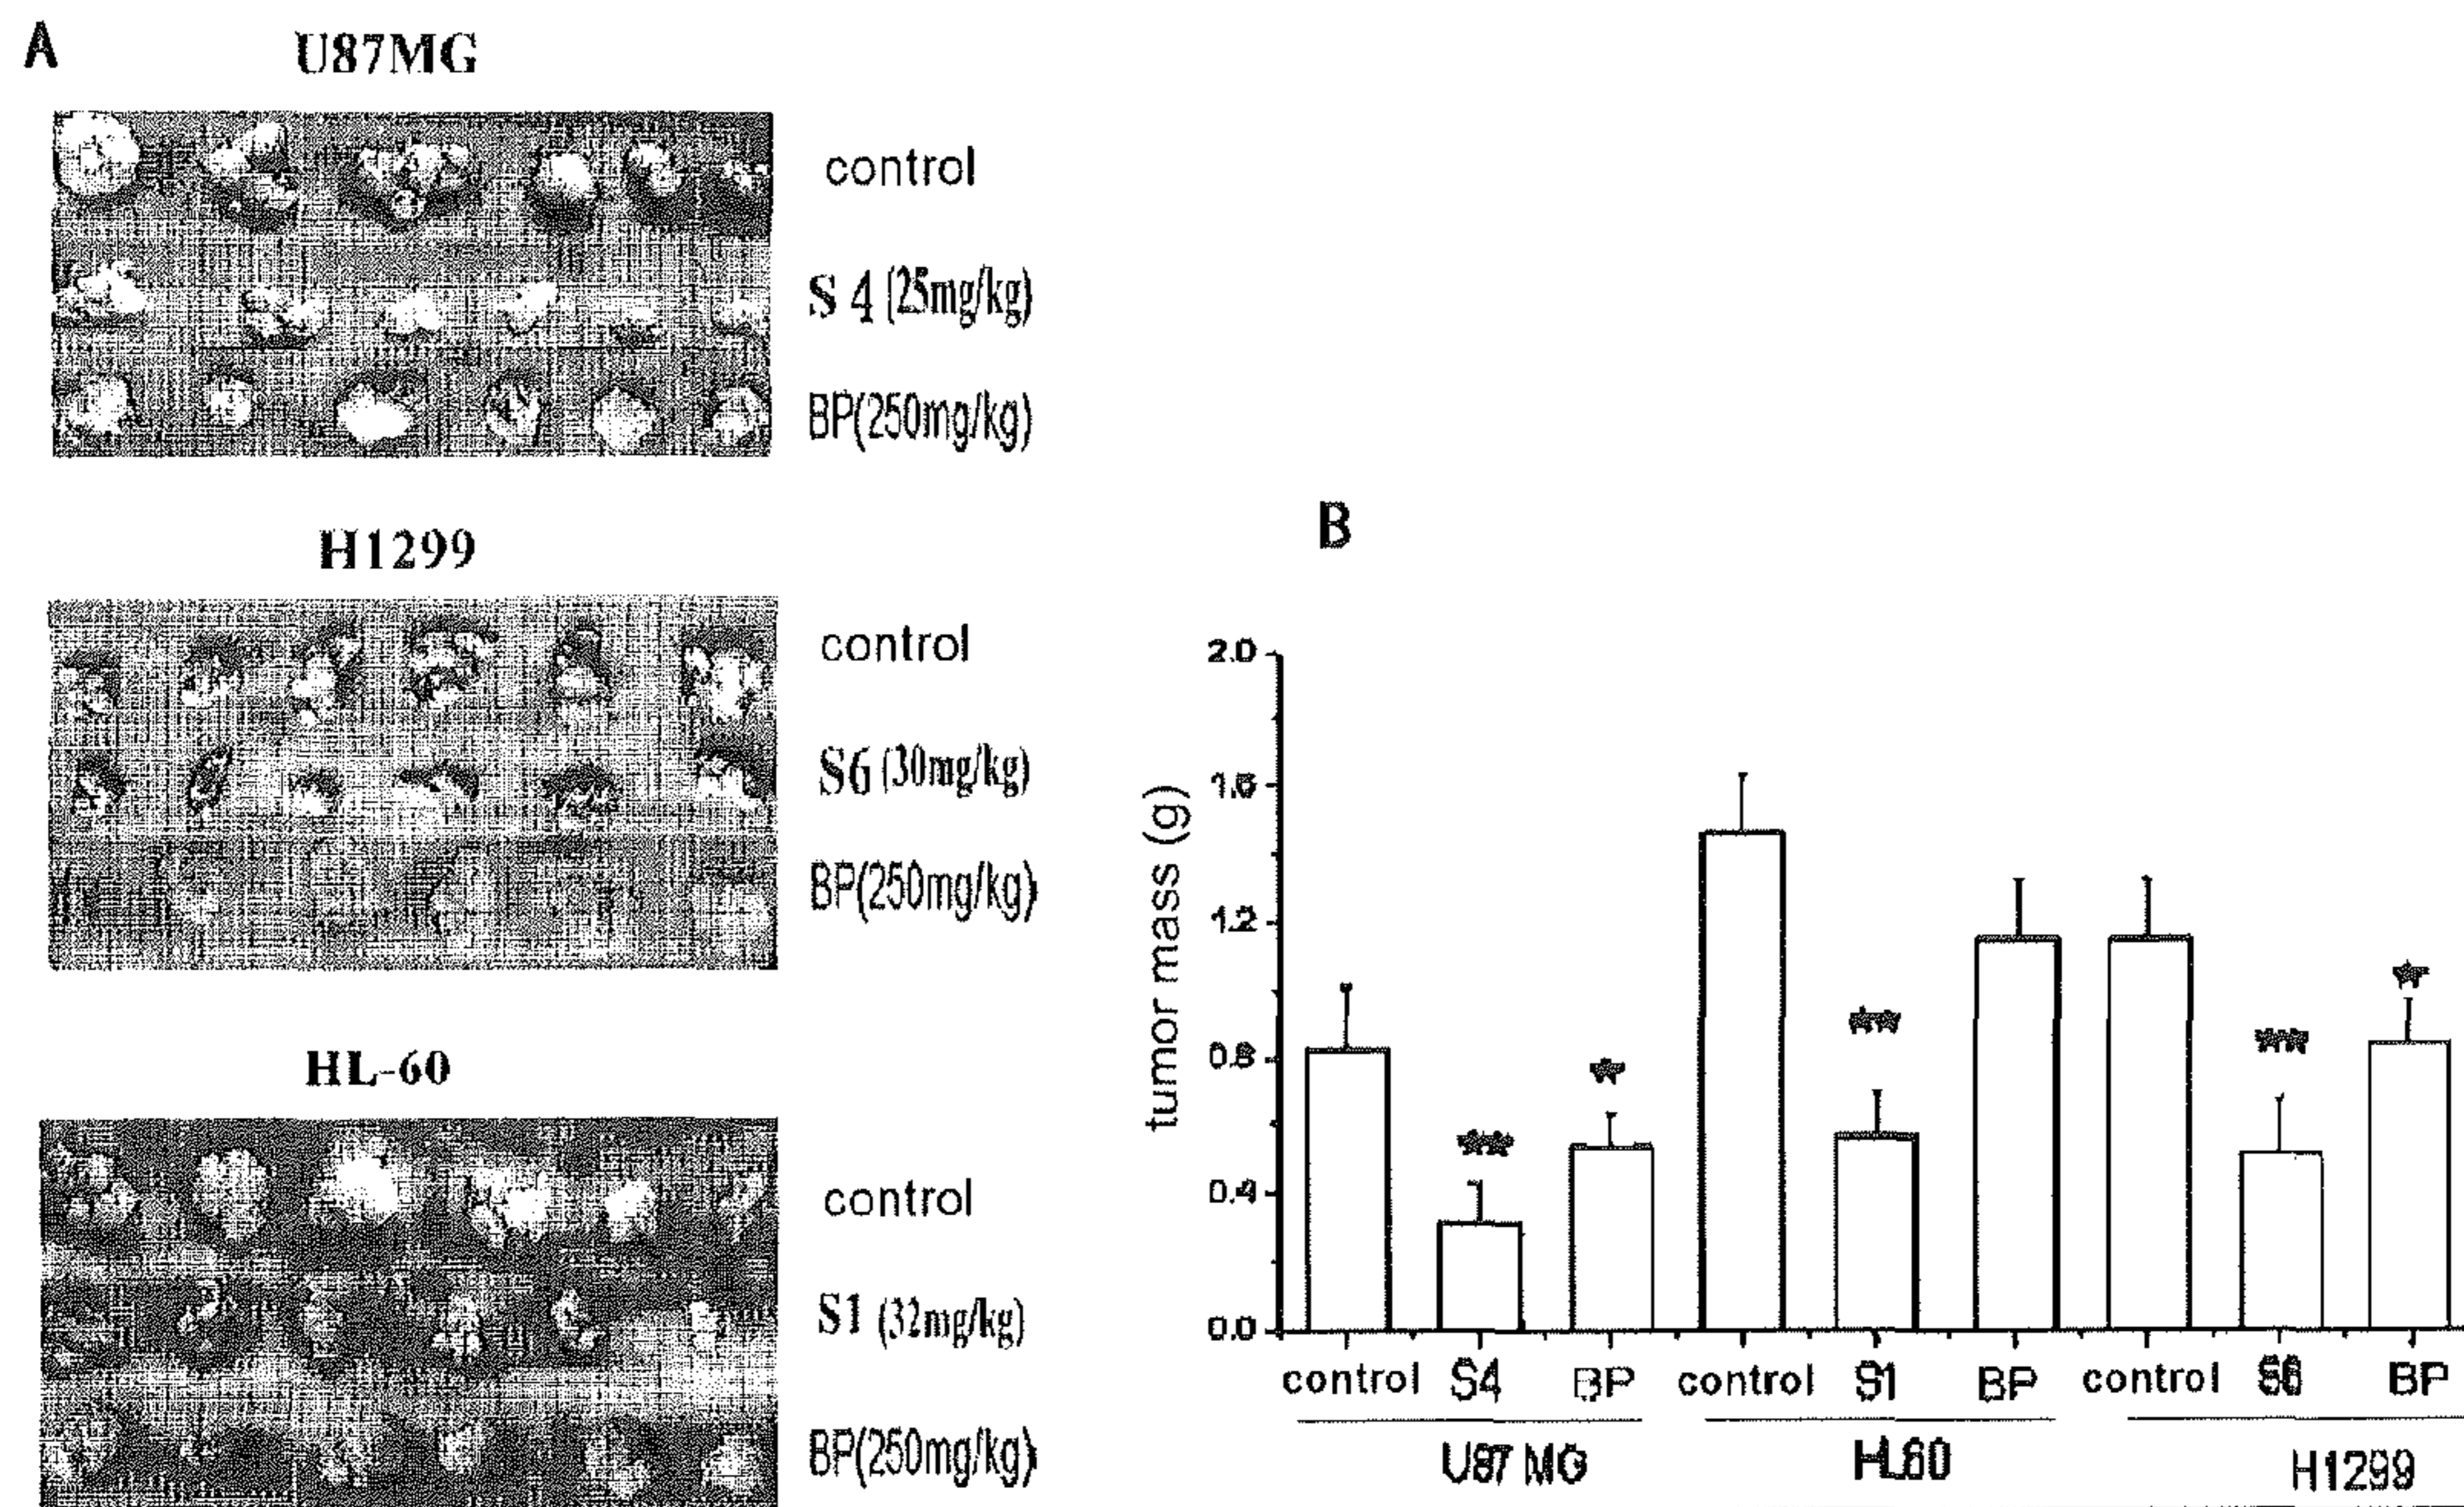 A
U87MG
control
S 4 (25mg/kg)
BP(250mg/kg)
H1299
control
S6 (30mg/kg)
BP(250mg/kg)
HL-60
control
S1 (32mg/kg)
BP(250mg/kg)
B
tumor mass (g)
2.0
1.6
1.2
0.8
0.4
0.0
** * ** ** *
control S4 BP control S1 BP control S6 BP
U87 MG HL60 H1299